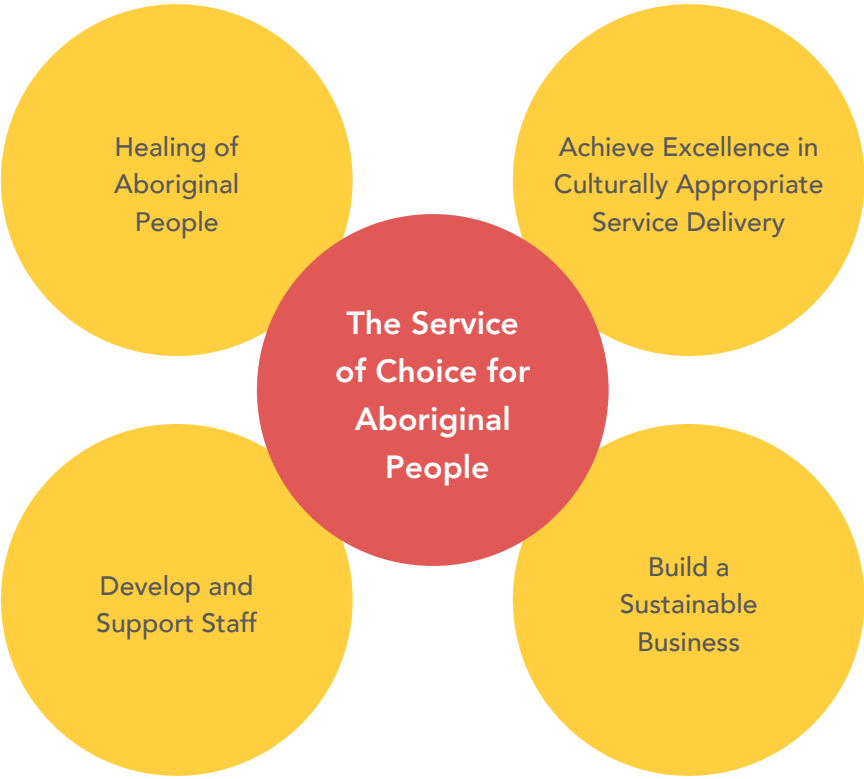 Healing of
Aboriginal
People
Achieve Excellence in
Culturally Appropriate
Service Delivery
The Service
of Choice for
Aboriginal
People
Develop and
Support Staff
Build a
Sustainable
Business